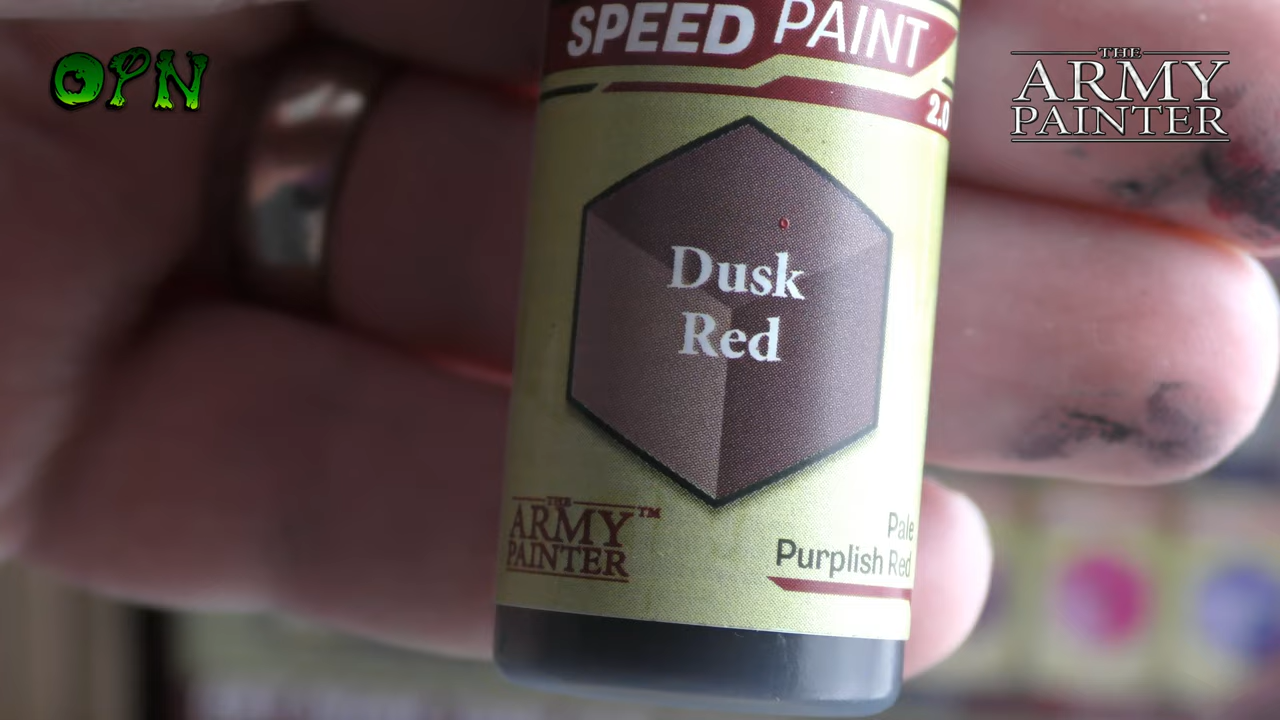 OPN
THE
ARMY
PAINTER
SPEED PAINT
2.0
Dusk
Red
THE
ARMY™
PAINTER
Pale
Purplish Red